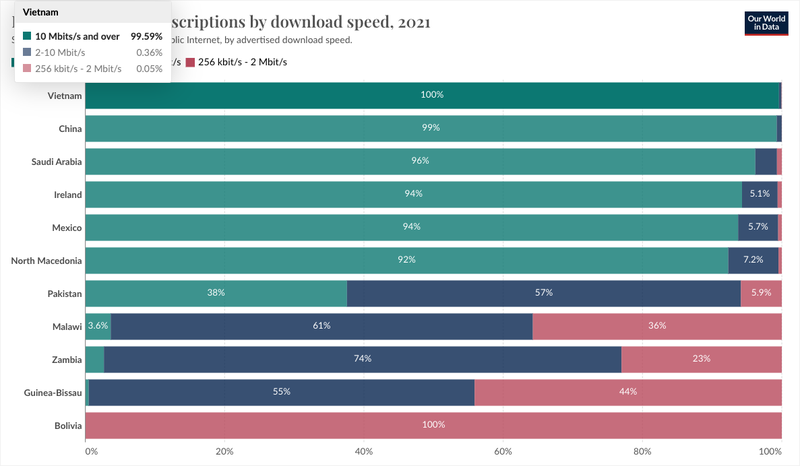 Vietnam
10 Mbits/s and over 99.59%
2-10 Mbit/s 0.36%
256 kbit/s - 2 Mbit/s 0.05%
scriptions by download speed, 2021
Our World
in Data
blic Internet, by advertised download speed.
256 kbit/s - 2 Mbit/s
Vietnam 100%
China 99%
Saudi Arabia 96%
Ireland 94% 5.1%
Mexico 94% 5.7%
North Macedonia 92% 7.2%
Pakistan 38% 57% 5.9%
Malawi 3.6% 61% 36%
Zambia 74% 23%
Guinea-Bissau 55% 44%
Bolivia 100%
0% 20% 40% 60% 80% 100%